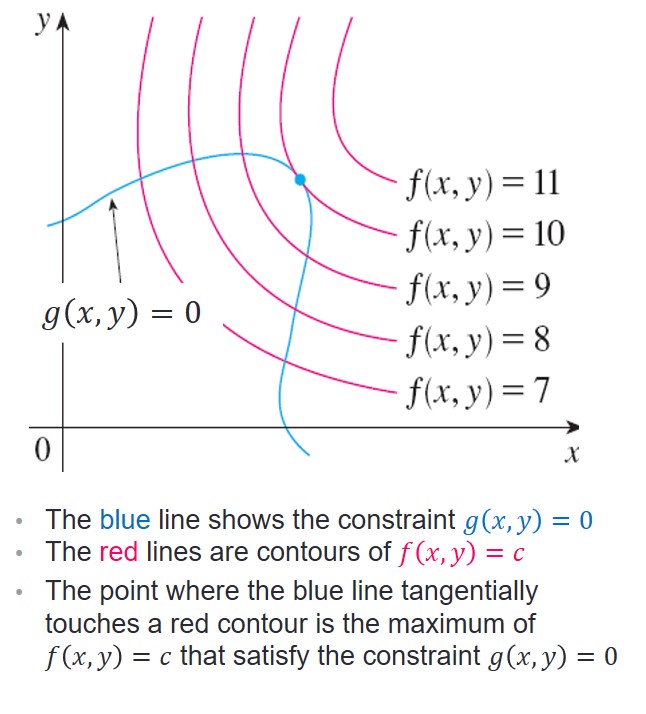 y
f(x, y) = 11
f(x, y) = 10
f(x, y) = 9
g(x, y) = 0
f(x, y) = 8
f(x, y) = 7
0
x
• The blue line shows the constraint g(x, y) = 0
• The red lines are contours of f(x, y) = c
• The point where the blue line tangentially
touches a red contour is the maximum of
f(x, y) = c that satisfy the constraint g(x, y) = 0